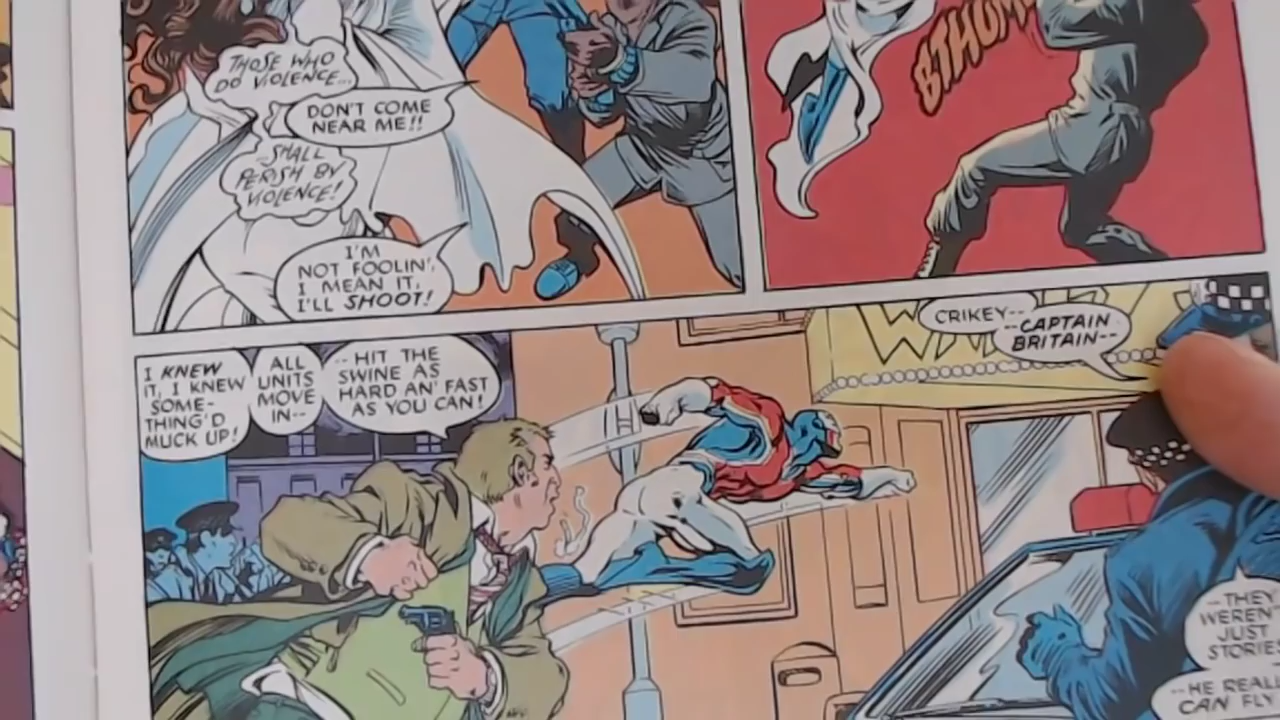 THOSE WHO
DO VIOLENCE...
DON'T COME
NEAR ME!!
...SHALL
PERISH BY
VIOLENCE!
I'M
NOT FOOLIN',
I MEAN IT,
I'LL SHOOT!
BTHOM
I KNEW
IT, I KNEW
SOME-
THING'D
MUCK UP!
ALL
UNITS
MOVE
IN--
--HIT THE
SWINE AS
HARD AN' FAST
AS YOU CAN!
CRIKEY--
--CAPTAIN
BRITAIN--
...THEY
WEREN'
JUST
STORIES
--HE REALL
CAN FLY